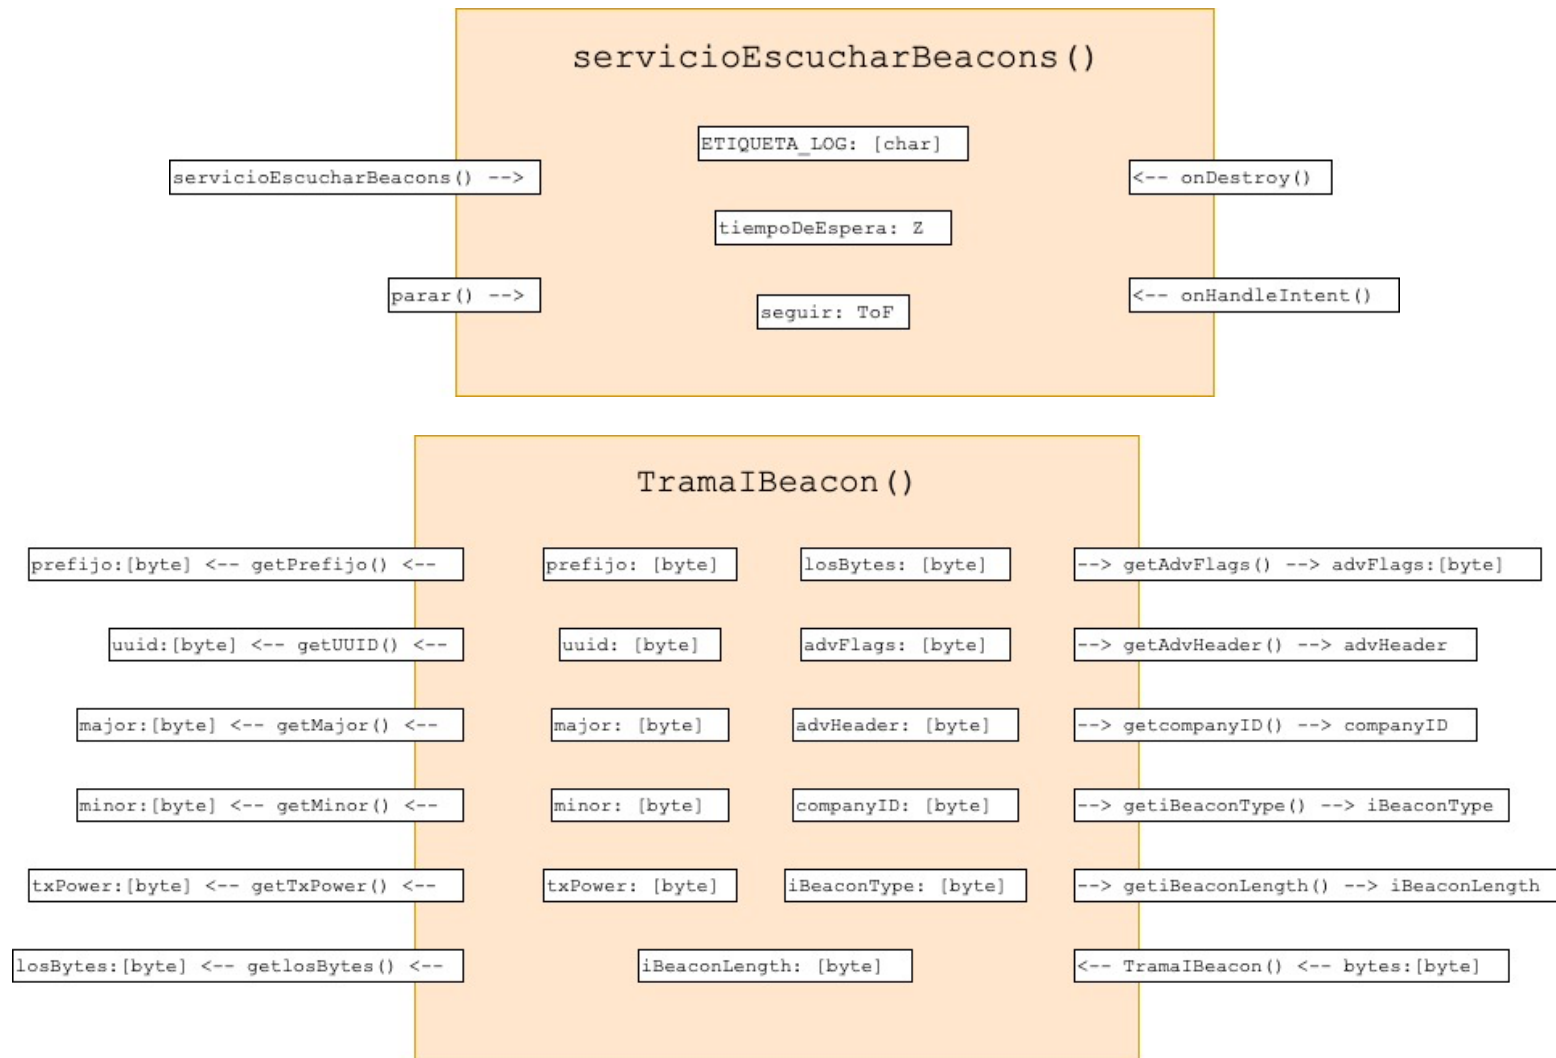 servicioEscucharBeacons()
ETIQUETA_LOG: [char]
servicioEscucharBeacons() -->
<-- onDestroy()
tiempoDeEspera: Z
parar() -->
<-- onHandleIntent()
seguir: ToF
TramaIBeacon()
prefijo:[byte] <-- getPrefijo() <--
prefijo: [byte]
losBytes: [byte]
--> getAdvFlags() --> advFlags:[byte]
uuid:[byte] <-- getUUID() <--
uuid: [byte]
advFlags: [byte]
--> getAdvHeader() --> advHeader
major:[byte] <-- getMajor() <--
major: [byte]
advHeader: [byte]
--> getcompanyID() --> companyID
minor:[byte] <-- getMinor() <--
minor: [byte]
companyID: [byte]
--> getiBeaconType() --> iBeaconType
txPower:[byte] <-- getTxPower() <--
txPower: [byte]
iBeaconType: [byte]
--> getiBeaconLength() --> iBeaconLength
losBytes:[byte] <-- getlosBytes() <--
iBeaconLength: [byte]
<-- TramaIBeacon() <-- bytes:[byte]